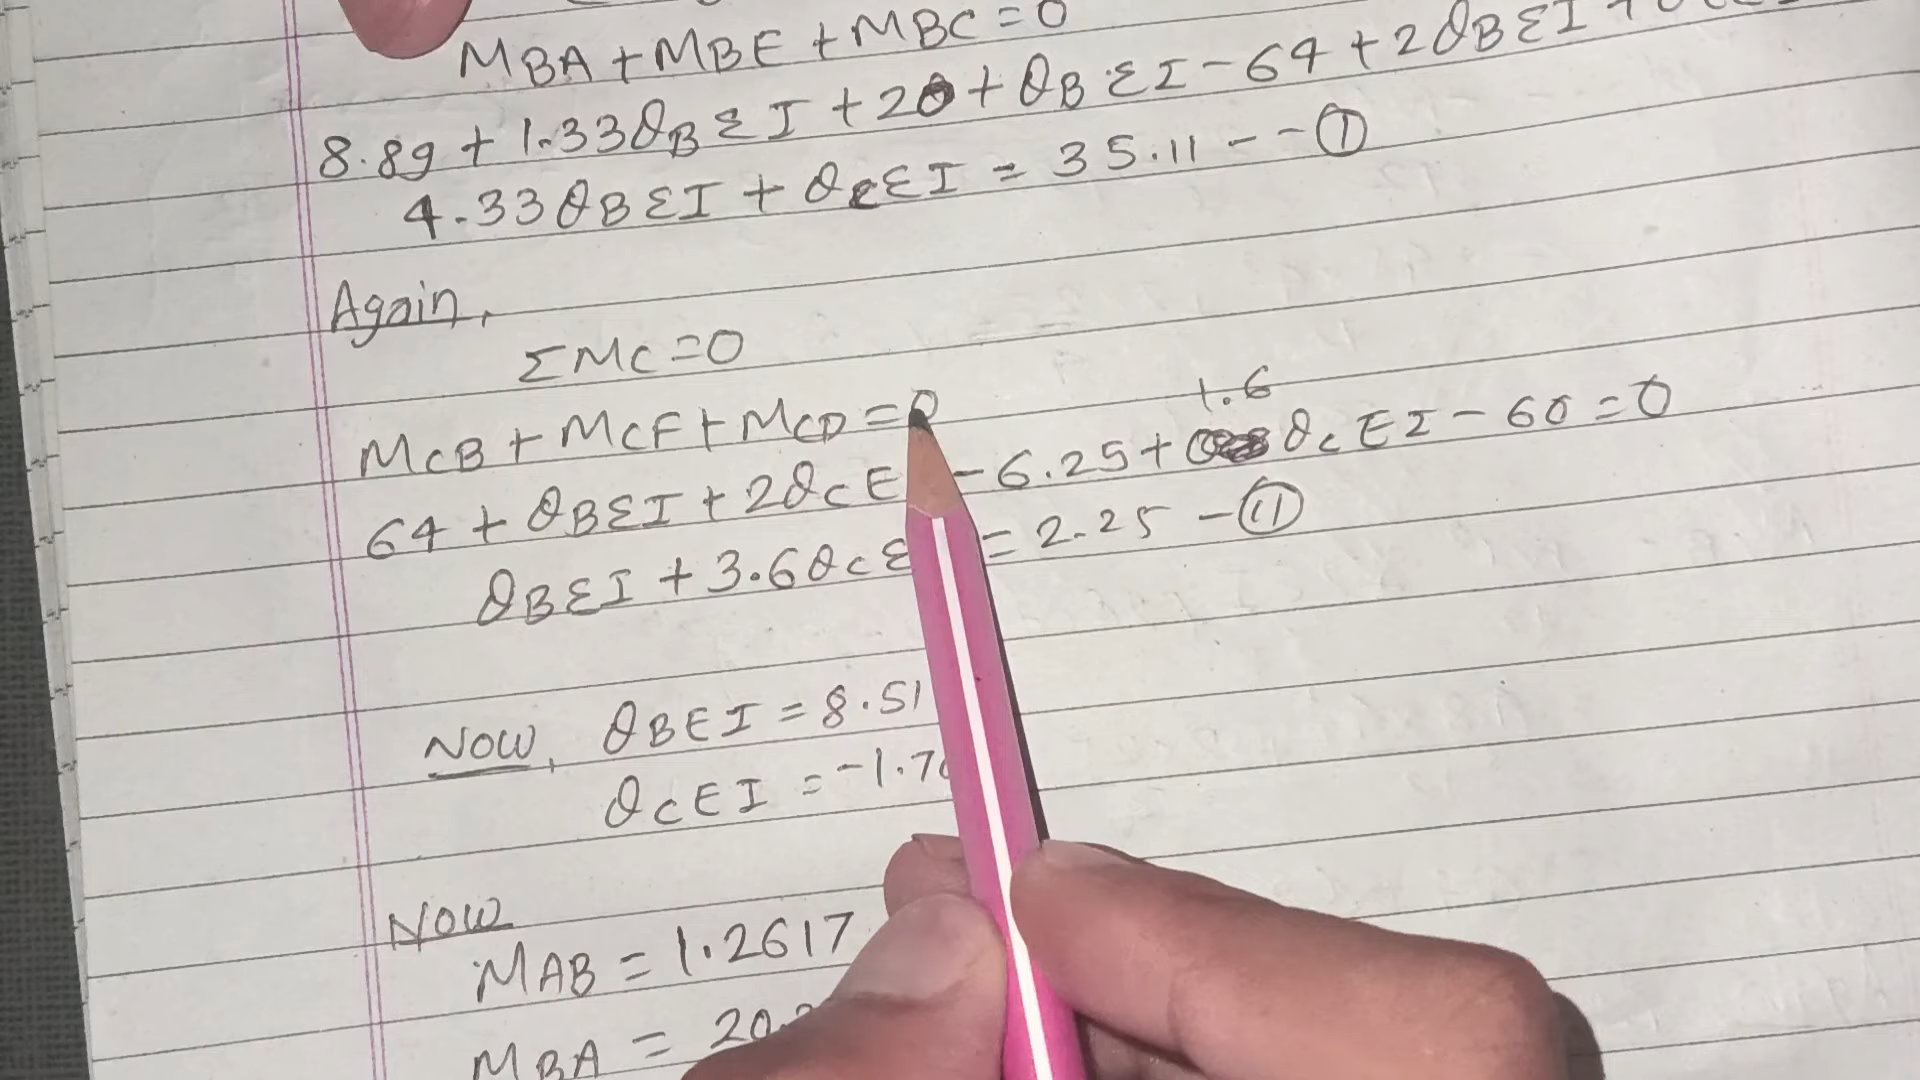 MBA + MBE + MBC = 0
8.89 + 1.33θBEI + 20 + θBEI - 64 + 2θBEI +
4.33θBEI + θCEI = 35.11 - - ①
Again,
ΣMC = 0
MCB + MCF + MCD = 0
1.6
64 + θBEI + 2θCE - 6.25 + θCEI - 60 = 0
θBEI + 3.6θCE = 2.25 - ⑪
NOW, θBEI = 8.51
θCEI = -1.7
NOW
MAB = 1.2617
MBA = 20.